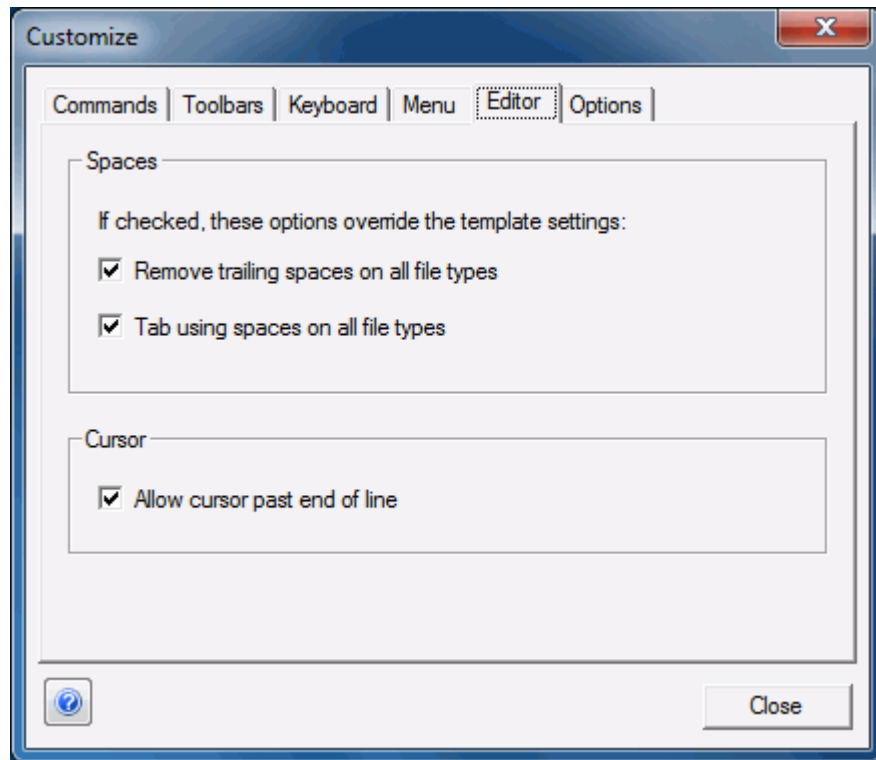 Customize
Commands Toolbars Keyboard Menu Editor Options
Spaces
If checked, these options override the template settings:
Remove trailing spaces on all file types
Tab using spaces on all file types
Cursor
Allow cursor past end of line
Close